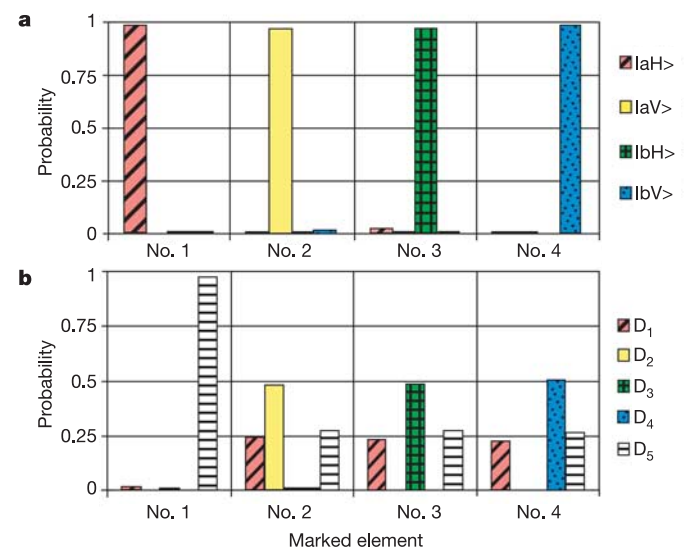 a
Probability
1
0.75
0.5
0.25
0
No. 1 No. 2 No. 3 No. 4
IaH>
IaV>
IbH>
IbV>
b
Probability
1
0.75
0.5
0.25
0
No. 1 No. 2 No. 3 No. 4
Marked element
D₁
D₂
D₃
D₄
D₅